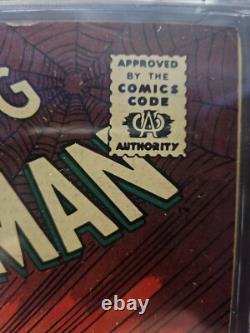 G
APPROVED
BY THE
COMICS
CODE
CA
AUTHORITY
MAN